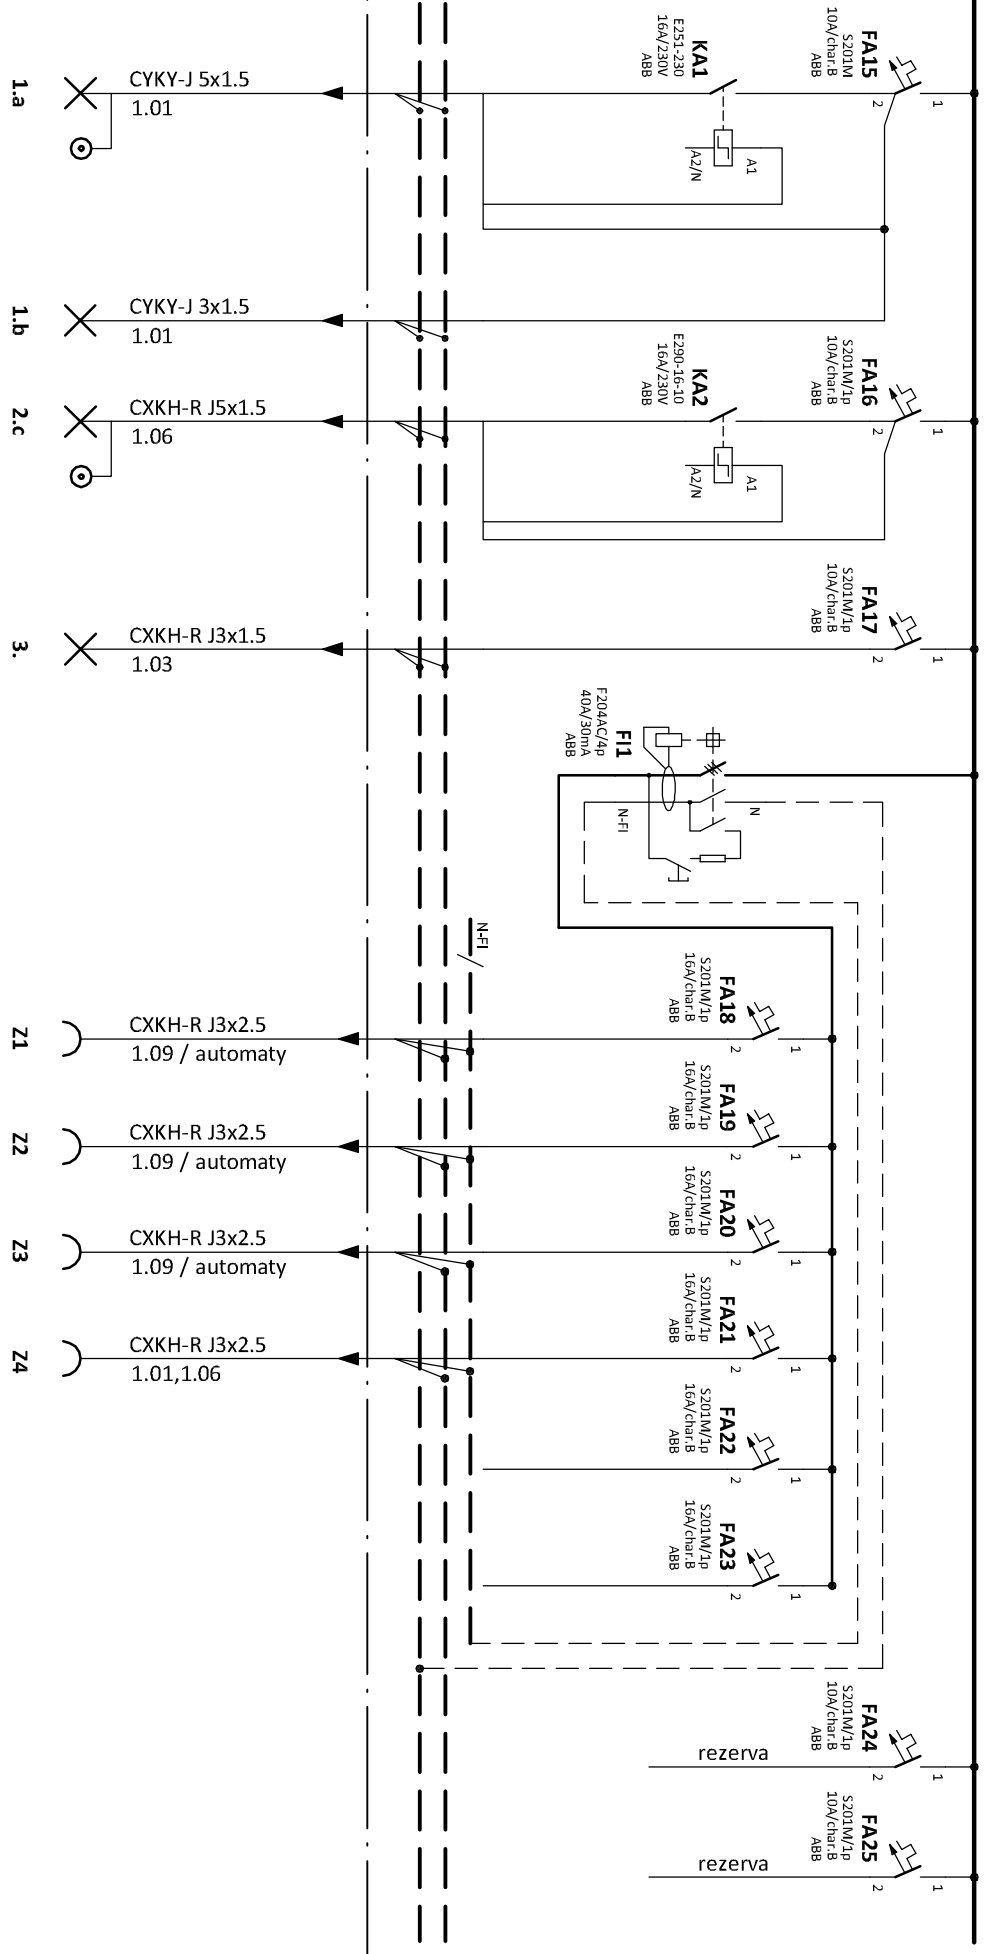 FA15
S201M
10A/char.B
1
2
KA1
E251-230
16A/230V
ABB
A1
A2/N
CYKY-J 5x1.5
1.01
1.a
CYKY-J 3x1.5
1.01
1.b
FA16
S201M/1p
10A/char.B
ABB
1
2
KA2
E290-16-10
16A/230V
ABB
A1
A2/N
CXKH-R J5x1.5
1.06
2.c
FA17
S201M/1p
10A/char.B
ABB
1
2
CXKH-R J3x1.5
1.03
3.
FI1
F204AC/4p
40A/30mA
ABB
N
N-FI
N-FI
FA18
S201M/1p
16A/char.B
ABB
1
2
CXKH-R J3x2.5
1.09 / automaty
Z1
FA19
S201M/1p
16A/char.B
ABB
1
2
CXKH-R J3x2.5
1.09 / automaty
Z2
FA20
S201M/1p
16A/char.B
ABB
1
2
CXKH-R J3x2.5
1.09 / automaty
Z3
FA21
S201M/1p
16A/char.B
ABB
1
2
CXKH-R J3x2.5
1.01,1.06
Z4
FA22
S201M/1p
16A/char.B
ABB
1
2
FA23
S201M/1p
16A/char.B
ABB
1
2
FA24
S201M/1p
10A/char.B
ABB
1
2
rezerva
FA25
S201M/1p
10A/char.B
ABB
1
2
rezerva